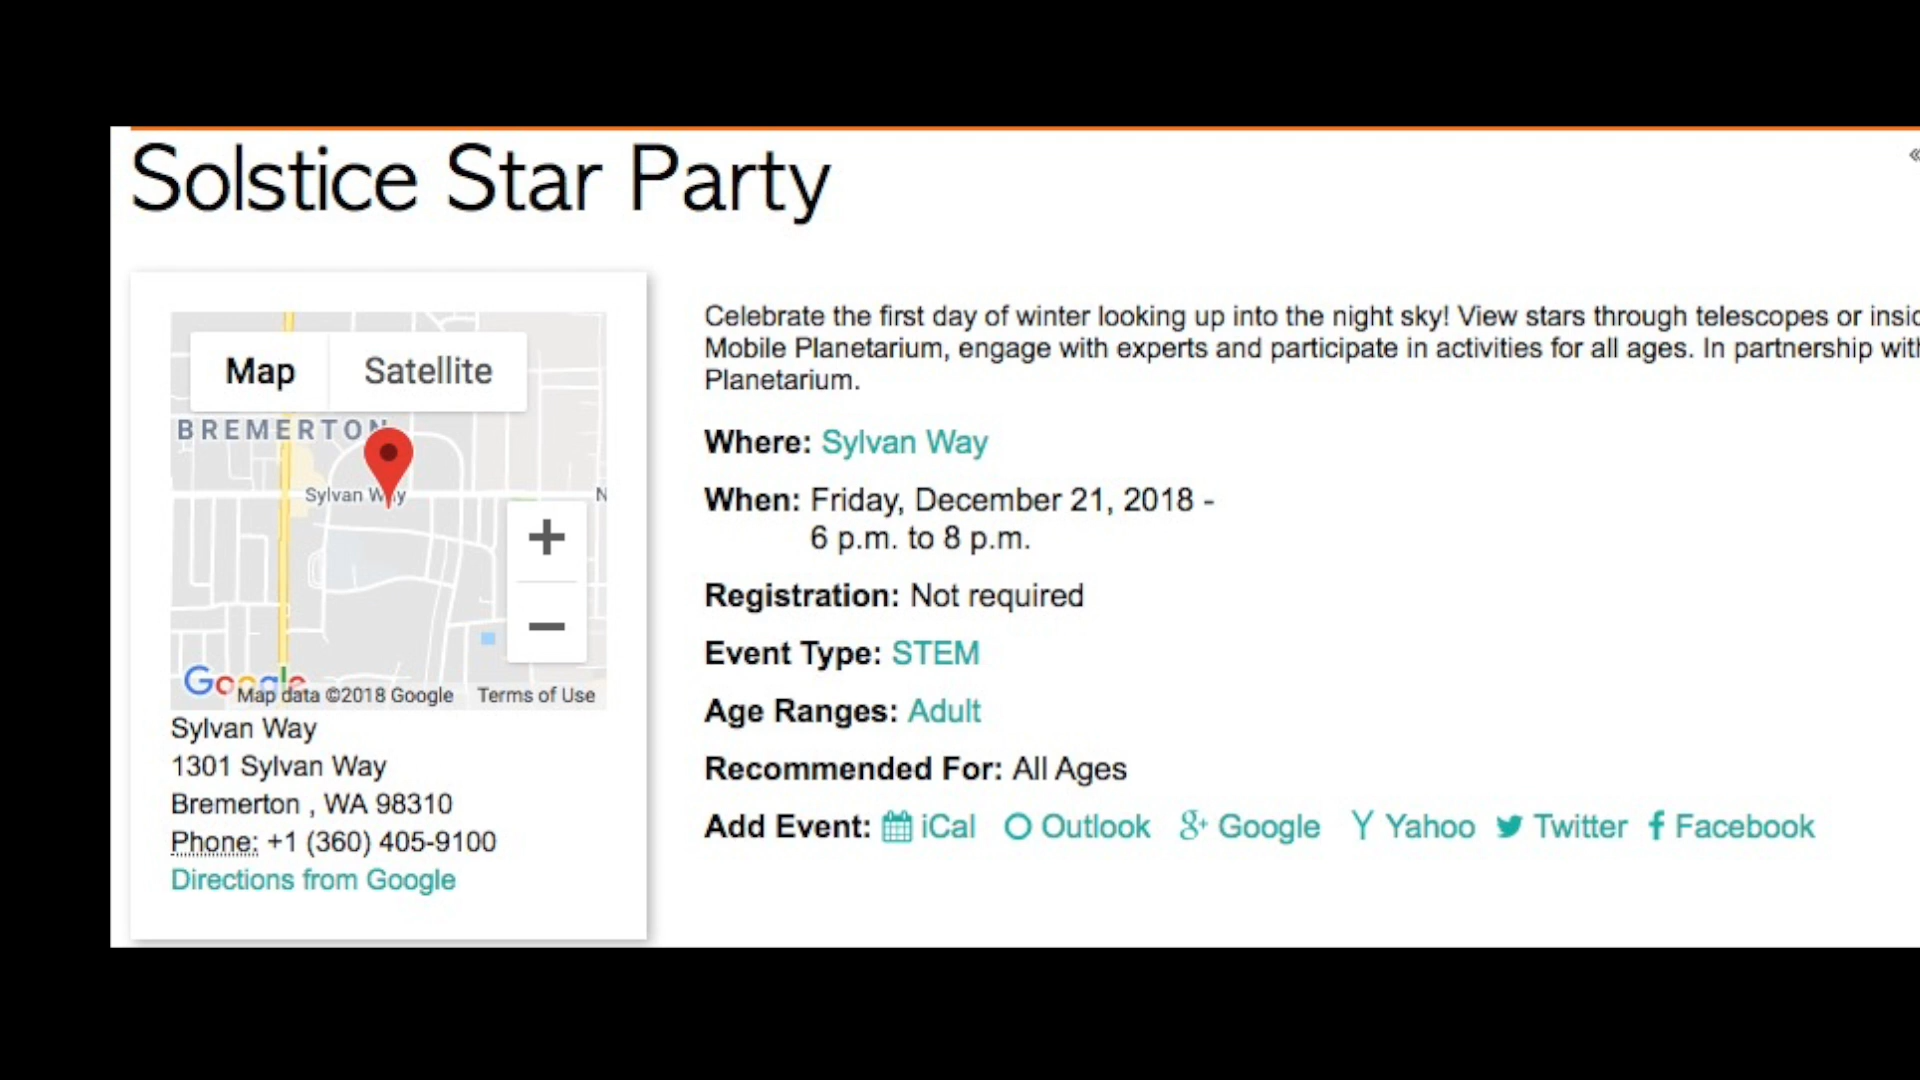 Solstice Star Party
«
Map Satellite
BREMERTON
Sylvan Way
N
Google Map data ©2018 Google Terms of Use
Sylvan Way
1301 Sylvan Way
Bremerton , WA 98310
Phone: +1 (360) 405-9100
Directions from Google
Celebrate the first day of winter looking up into the night sky! View stars through telescopes or
Mobile Planetarium, engage with experts and participate in activities for all ages. In partnership
Planetarium.
Where: Sylvan Way
When: Friday, December 21, 2018 -
6 p.m. to 8 p.m.
Registration: Not required
Event Type: STEM
Age Ranges: Adult
Recommended For: All Ages
Add Event: iCal Outlook Google Yahoo Twitter Facebook